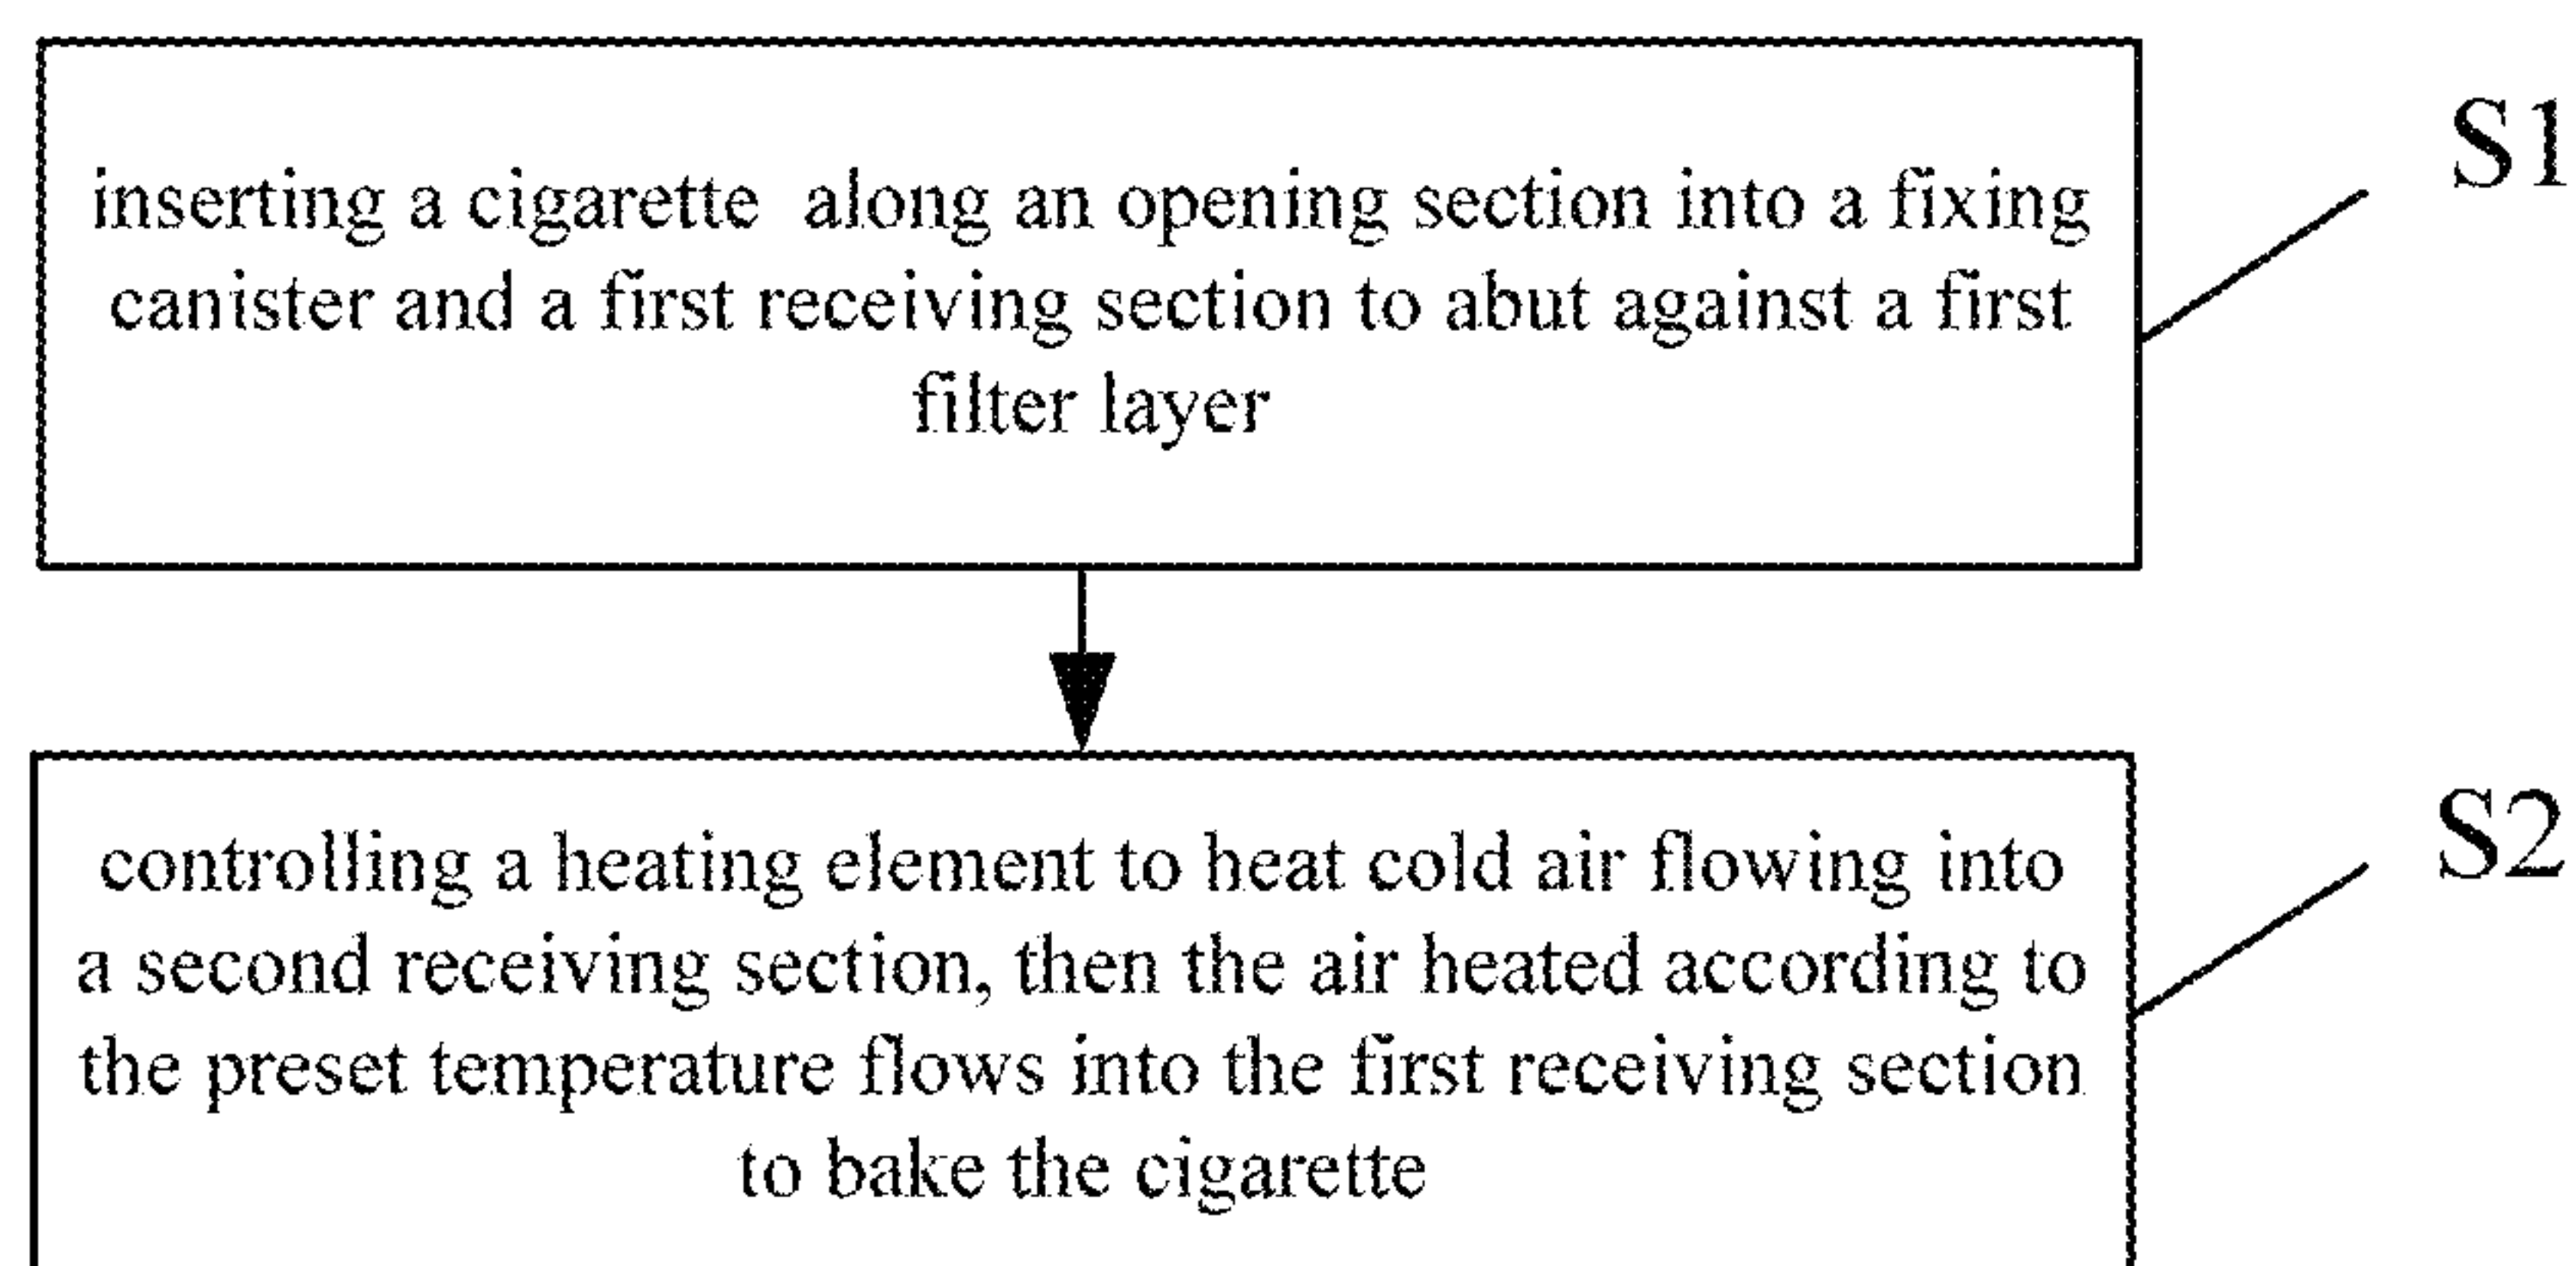 S1
inserting a cigarette along an opening section into a fixing
canister and a first receiving section to abut against a first
filter layer
S2
controlling a heating element to heat cold air flowing into
a second receiving section, then the air heated according to
the preset temperature flows into the first receiving section
to bake the cigarette